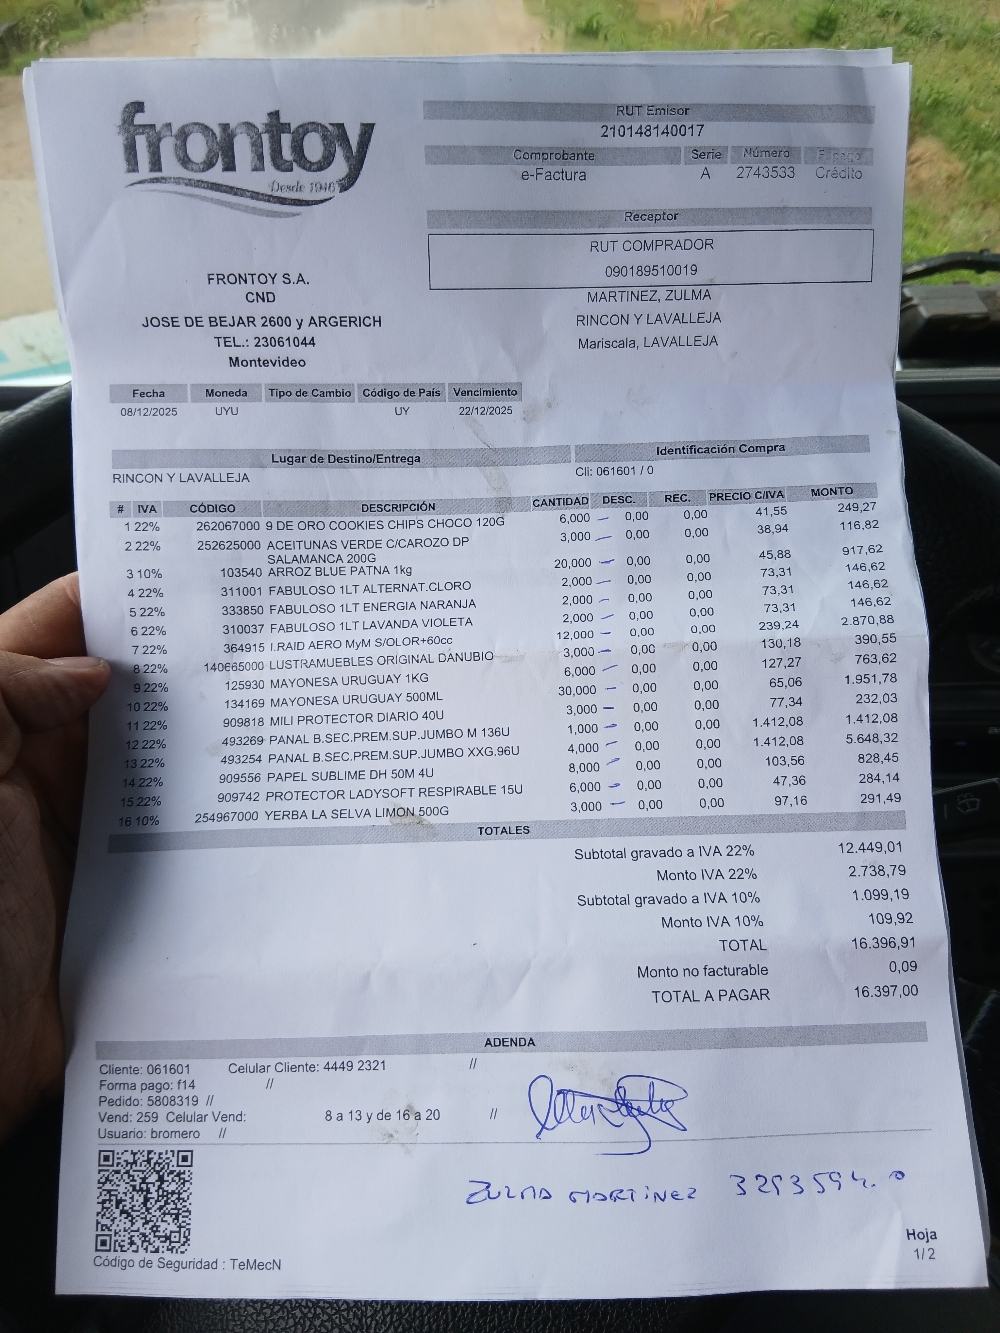 frontoy
Desde 1946
RUT Emisor
210148140017
Comprobante Serie Número F. pago
e-Factura A 2743533 Crédito
Receptor
RUT COMPRADOR
090189510019
MARTINEZ, ZULMA
RINCON Y LAVALLEJA
Mariscala, LAVALLEJA
FRONTOY S.A.
CND
JOSE DE BEJAR 2600 y ARGERICH
TEL.: 23061044
Montevideo
Fecha Moneda Tipo de Cambio Código de País Vencimiento
08/12/2025 UYU UY 22/12/2025
Lugar de Destino/Entrega Identificación Compra
RINCON Y LAVALLEJA Cli: 061601 / 0
# IVA CÓDIGO DESCRIPCIÓN CANTIDAD DESC. REC. PRECIO C/IVA MONTO
1 22% 262067000 9 DE ORO COOKIES CHIPS CHOCO 120G 6,000 0,00 0,00 41,55 249,27
2 22% 252625000 ACEITUNAS VERDE C/CAROZO DP 3,000 0,00 0,00 38,94 116,82
SALAMANCA 200G
3 10% 103540 ARROZ BLUE PATNA 1kg 20,000 0,00 0,00 45,88 917,62
4 22% 311001 FABULOSO 1LT ALTERNAT.CLORO 2,000 0,00 0,00 73,31 146,62
5 22% 333850 FABULOSO 1LT ENERGIA NARANJA 2,000 0,00 0,00 73,31 146,62
6 22% 310037 FABULOSO 1LT LAVANDA VIOLETA 2,000 0,00 0,00 73,31 146,62
7 22% 364915 I.RAID AERO MyM S/OLOR+60cc 12,000 0,00 0,00 239,24 2.870,88
8 22% 140665000 LUSTRAMUEBLES ORIGINAL DANUBIO 3,000 0,00 0,00 130,18 390,55
9 22% 125930 MAYONESA URUGUAY 1KG 6,000 0,00 0,00 127,27 763,62
10 22% 134169 MAYONESA URUGUAY 500ML 30,000 0,00 0,00 65,06 1.951,78
11 22% 909818 MILI PROTECTOR DIARIO 40U 3,000 0,00 0,00 77,34 232,03
12 22% 493269 PANAL B.SEC.PREM.SUP.JUMBO M 136U 1,000 0,00 0,00 1.412,08 1.412,08
13 22% 493254 PANAL B.SEC.PREM.SUP.JUMBO XXG.96U 4,000 0,00 0,00 1.412,08 5.648,32
14 22% 909556 PAPEL SUBLIME DH 50M 4U 8,000 0,00 0,00 103,56 828,45
15 22% 909742 PROTECTOR LADYSOFT RESPIRABLE 15U 6,000 0,00 0,00 47,36 284,14
16 10% 254967000 YERBA LA SELVA LIMON 500G 3,000 0,00 0,00 97,16 291,49
TOTALES
Subtotal gravado a IVA 22% 12.449,01
Monto IVA 22% 2.738,79
Subtotal gravado a IVA 10% 1.099,19
Monto IVA 10% 109,92
TOTAL 16.396,91
Monto no facturable 0,09
TOTAL A PAGAR 16.397,00
ADENDA
Cliente: 061601 Celular Cliente: 4449 2321 //
Forma pago: f14 //
Pedido: 5808319 //
Vend: 259 Celular Vend: 8 a 13 y de 16 a 20 //
Usuario: bromero //
ZULMA MARTINEZ 3293594.0
Código de Seguridad : TeMecN
Hoja
1/2